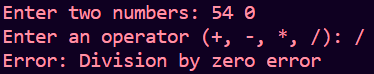 Enter two numbers: 54 0
Enter an operator (+, -, *, /): /
Error: Division by zero error